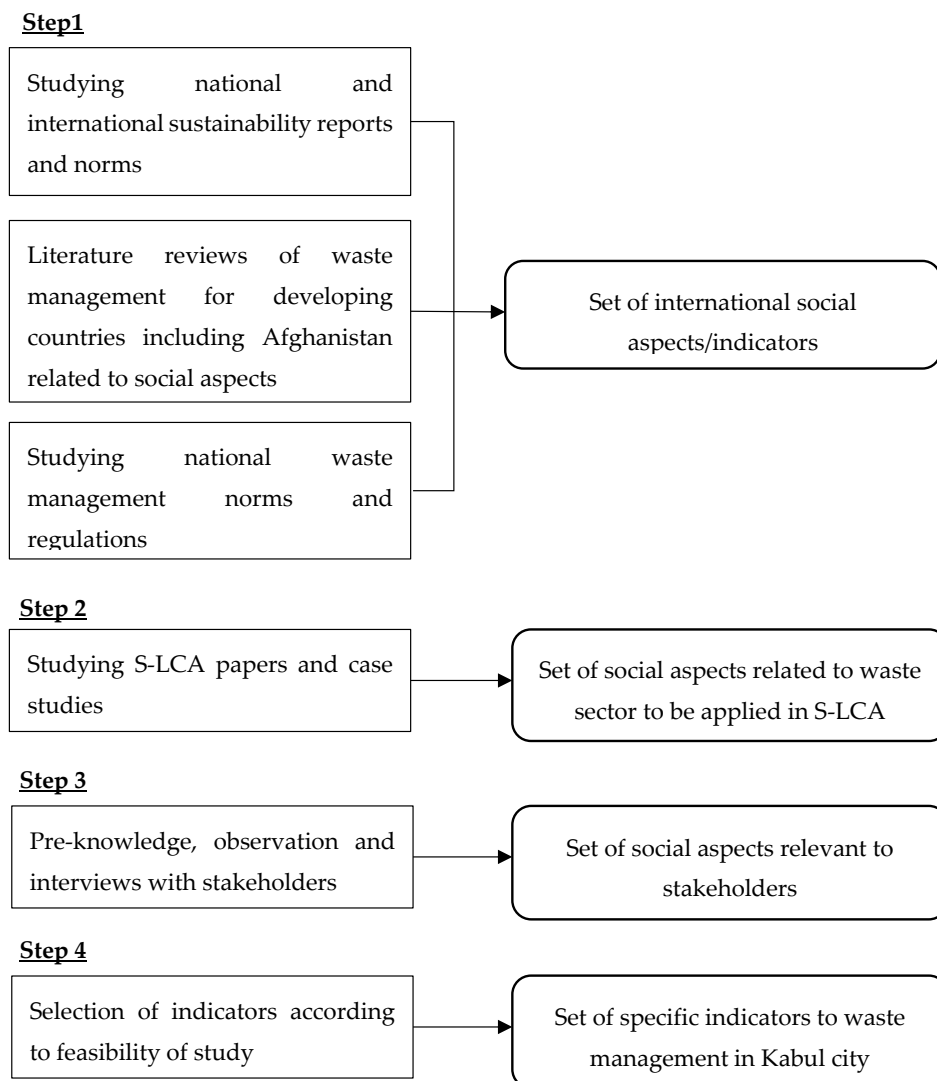 Step1
Studying national and
international sustainability reports
and norms
Literature reviews of waste
management for developing
countries including Afghanistan
related to social aspects
Set of international social
aspects/indicators
Studying national waste
management norms and
regulations
Step 2
Studying S-LCA papers and case
studies
Set of social aspects related to waste
sector to be applied in S-LCA
Step 3
Pre-knowledge, observation and
interviews with stakeholders
Set of social aspects relevant to
stakeholders
Step 4
Selection of indicators according
to feasibility of study
Set of specific indicators to waste
management in Kabul city